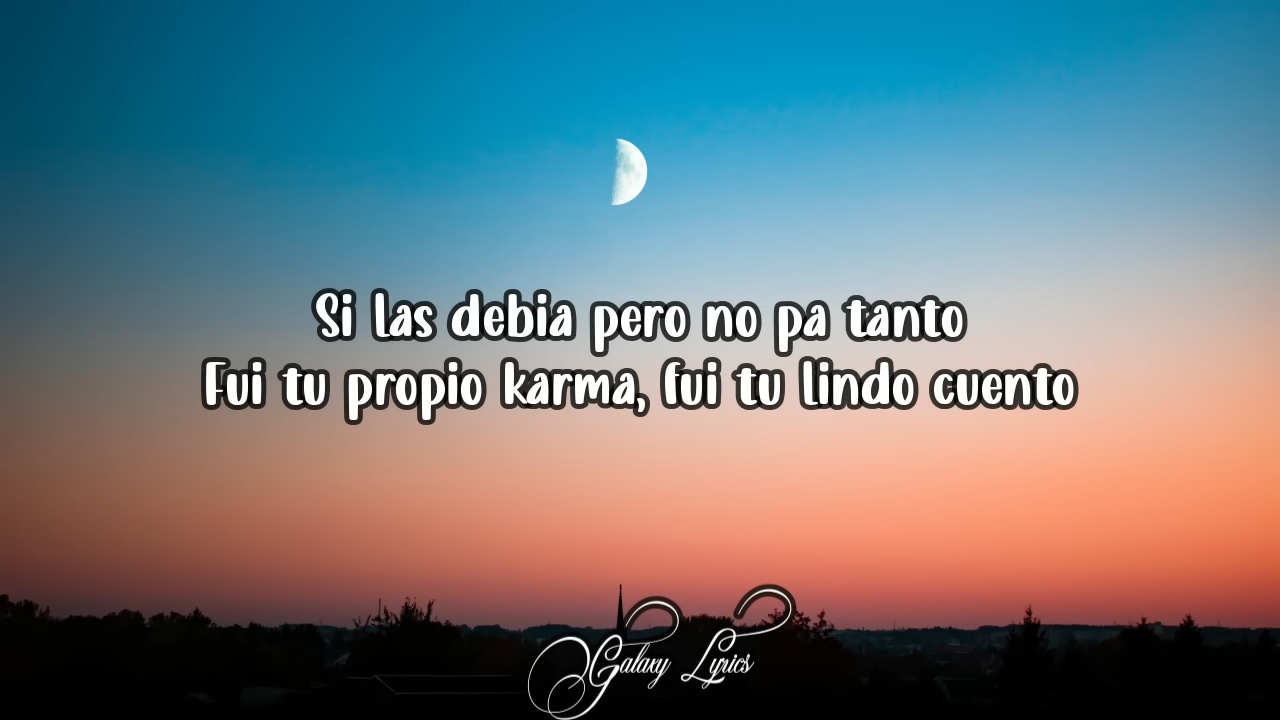 Si las debia pero no pa tanto
Fui tu propio karma, fui tu lindo cuento
Galaxy Lyrics